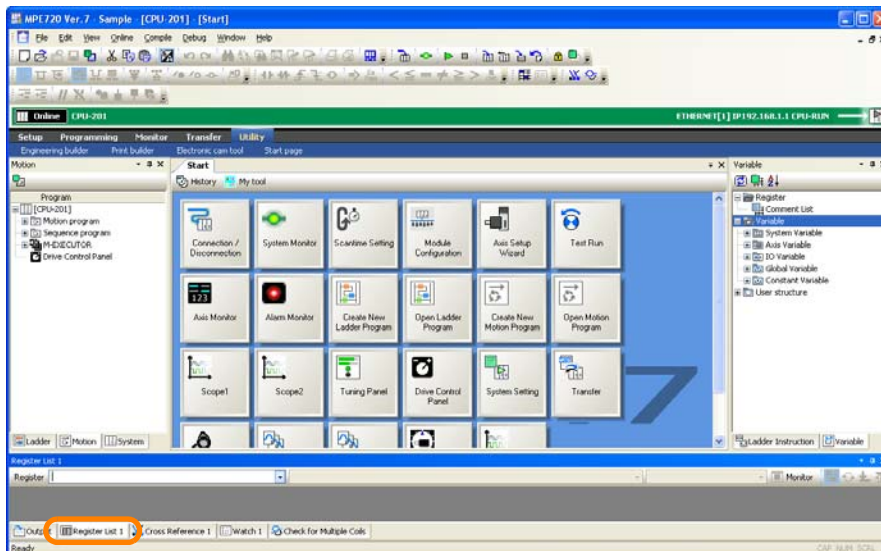 MPE720 Ver. 7 - Sample - [CPU-201] - [Start]
File Edit View Online Compile Debug Window Help
Online CPU-201 ETHERNET[1] IP192.168.1.1 CPU-RUN
Setup Programming Monitor Transfer Utility
Engineering builder Print builder Electronic cam tool Start page
Motion
Program
[CPU-201]
Motion program
Sequence program
M-EXECUTOR
Drive Control Panel
Ladder Motion System
Start
History My tool
Connection / Disconnection
System Monitor
Scantime Setting
Module Configuration
Axis Setup Wizard
Test Run
Axis Monitor
Alarm Monitor
Create New Ladder Program
Open Ladder Program
Create New Motion Program
Open Motion Program
Scope1
Scope2
Tuning Panel
Drive Control Panel
System Setting
Transfer
7
Variable
Register
Comment List
Variable
System Variable
Axis Variable
IO Variable
Global Variable
Constant Variable
User structure
Ladder Instruction Variable
Register List 1
Register Monitor
Output Register List 1 Cross Reference 1 Watch 1 Check for Multiple Coils
Ready CAP NUM SCRL